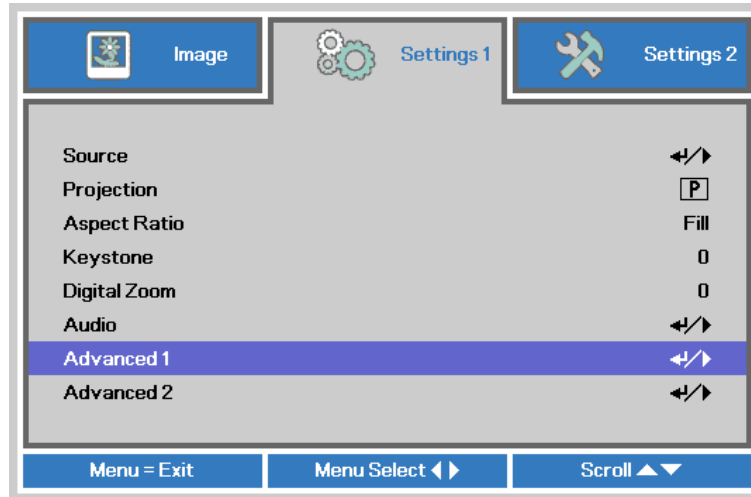 Image Settings 1 Settings 2
Source
Projection P
Aspect Ratio Fill
Keystone 0
Digital Zoom 0
Audio
Advanced 1
Advanced 2
Menu = Exit Menu Select Scroll